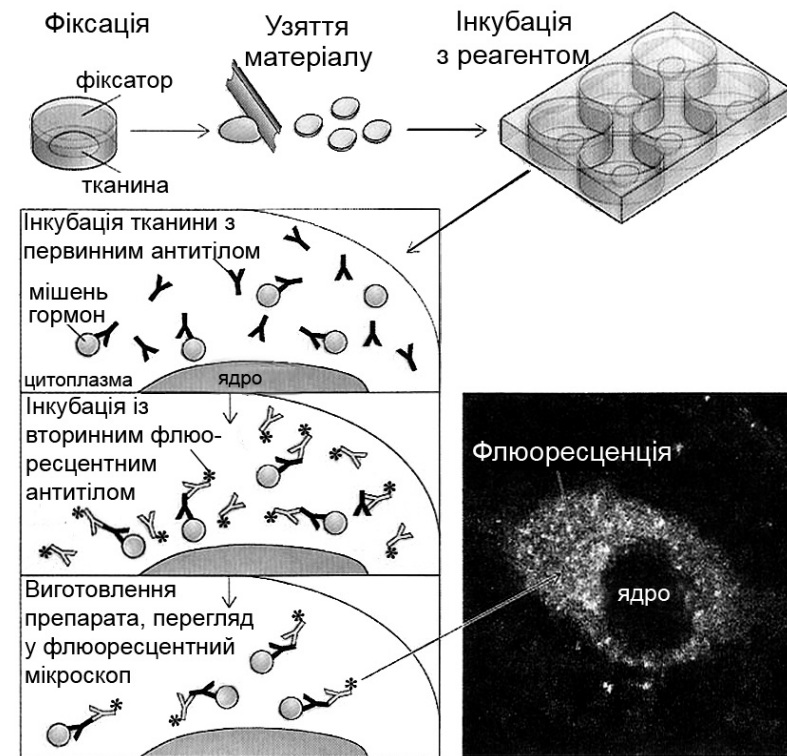 Фіксація
Узяття
матеріалу
Інкубація
з реагентом
фіксатор
тканина
Інкубація тканини з
первинним антитілом
мішень
гормон
цитоплазма
ядро
Інкубація із
вторинним флюо-
ресцентним
антитілом
Флюоресценція
ядро
Виготовлення
препарата, перегляд
у флюоресцентний
мікроскоп